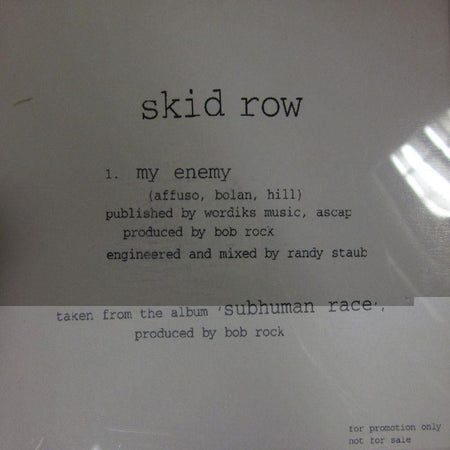 skid row
1. my enemy
(affuso, bolan, hill)
published by wordiks music, ascap
produced by bob rock
engineered and mixed by randy staub
taken from the album 'subhuman race',
produced by bob rock
for promotion only
not for sale